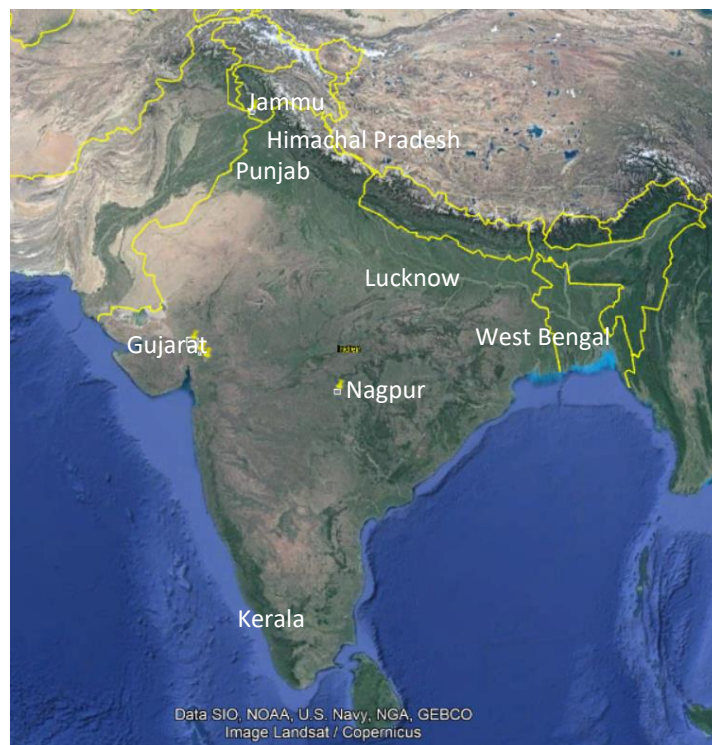 Jammu
Himachal Pradesh
Punjab
Lucknow
Gujarat
West Bengal
Nagpur
Kerala
Data SIO, NOAA, U.S. Navy, NGA, GEBCO
Image Landsat / Copernicus